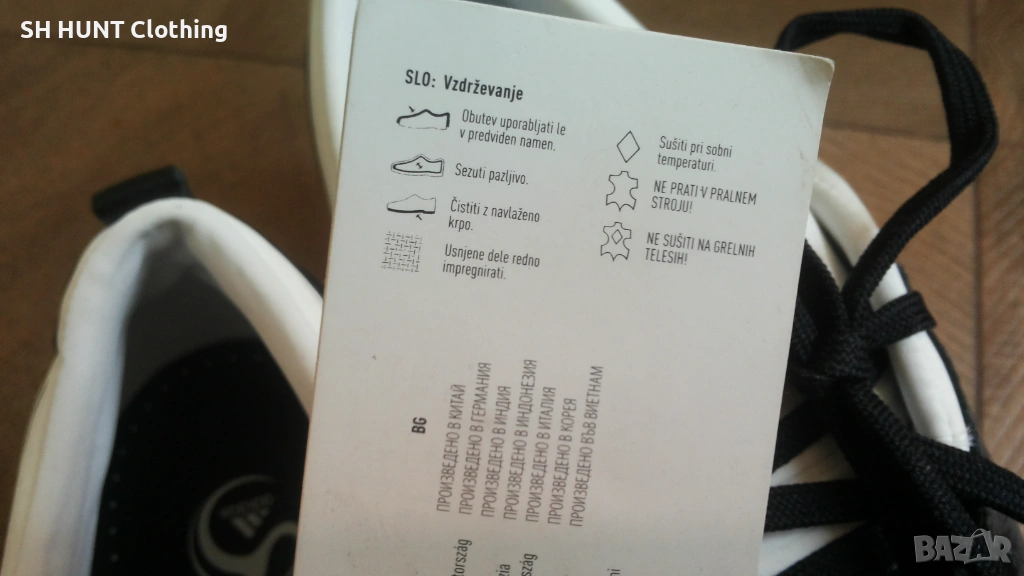 SH HUNT Clothing
SLO: Vzdrževanje
Obutev uporabljati le
v predviden namen.
Sezuti pazljivo.
Čistiti z navlaženo
krpo.
Usnjene dele redno
impregnirati.
Sušiti pri sobni
temperaturi.
NE PRATI V PRALNEM
STROJU!
NE SUŠITI NA GRELNIH
TELESIH!
BG
ПРОИЗВЕДЕНО В КИТАЙ
ПРОИЗВЕДЕНО В ГЕРМАНИЯ
ПРОИЗВЕДЕНО В ИНДИЯ
ПРОИЗВЕДЕНО В ИНДОНЕЗИЯ
ПРОИЗВЕДЕНО В ИТАЛИЯ
ПРОИЗВЕДЕНО В КОРЕЯ
ПРОИЗВЕДЕНО ВЪВ ВИЕТНАМ
BAZAR